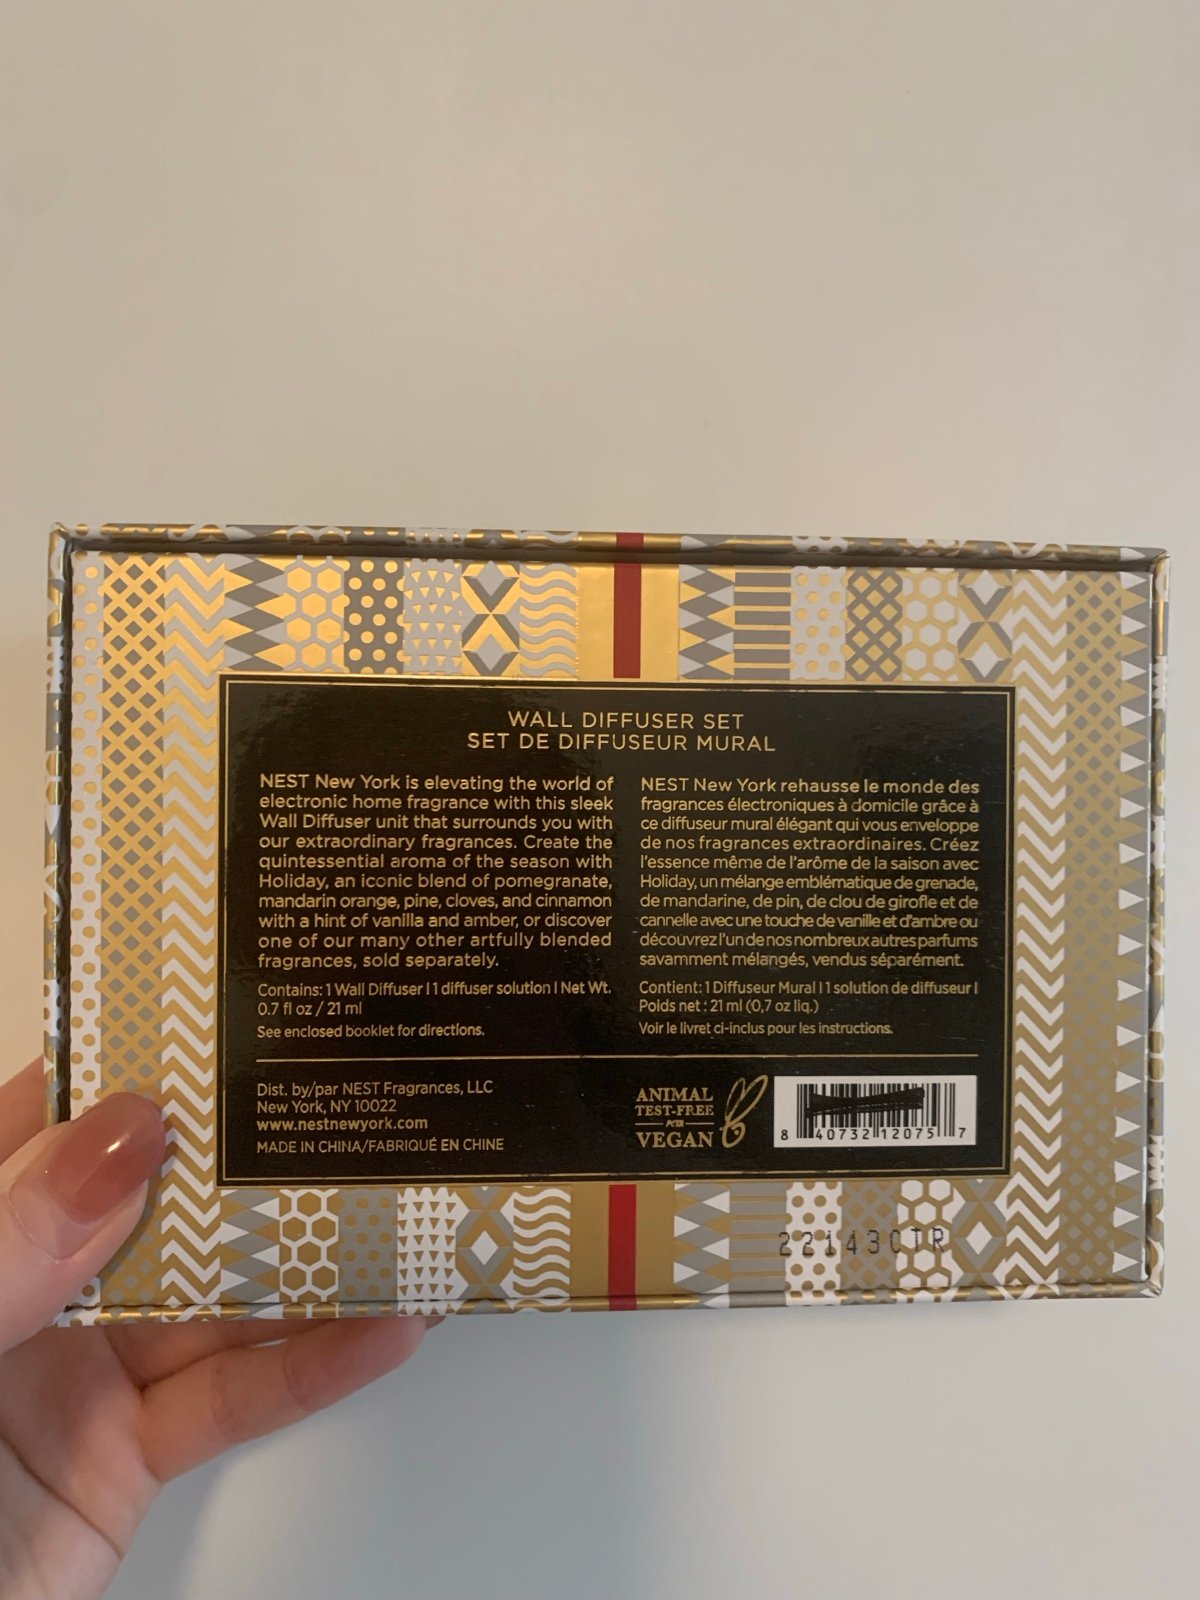 WALL DIFFUSER SET
SET DE DIFFUSEUR MURAL
NEST New York is elevating the world of
electronic home fragrance with this sleek
Wall Diffuser unit that surrounds you with
our extraordinary fragrances. Create the
quintessential aroma of the season with
Holiday, an iconic blend of pomegranate,
mandarin orange, pine, cloves, and cinnamon
with a hint of vanilla and amber, or discover
one of our many other artfully blended
fragrances, sold separately.
Contains: 1 Wall Diffuser | 1 diffuser solution | Net Wt.
0.7 fl oz / 21 ml
See enclosed booklet for directions.
NEST New York rehausse le monde des
fragrances électroniques à domicile grâce à
ce diffuseur mural élégant qui vous enveloppe
de nos fragrances extraordinaires. Créez
l'essence même de l'arôme de la saison avec
Holiday, un mélange emblématique de grenade,
de mandarine, de pin, de clou de girofle et de
cannelle avec une touche de vanille et d'ambre ou
découvrez l'un de nos nombreux autres parfums
savamment mélangés, vendus séparément.
Contient: 1 Diffuseur Mural | 1 solution de diffuseur |
Poids net : 21 ml (0,7 oz liq.)
Voir le livret ci-inclus pour les instructions.
Dist. by/par NEST Fragrances, LLC
New York, NY 10022
www.nestnewyork.com
MADE IN CHINA/FABRIQUÉ EN CHINE
ANIMAL
TEST-FREE
PETA
VEGAN
8 40732 12075 7
22143CTR